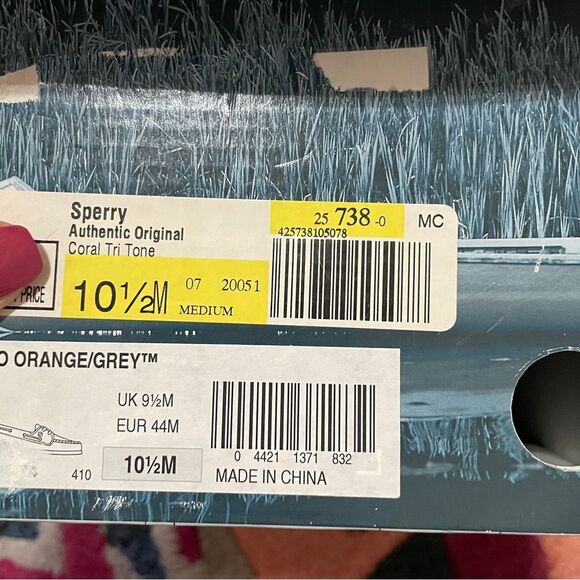 Sperry
Authentic Original
Coral Tri Tone
25 738 -0
425738105078
MC
PRICE
10½M 07 20051
MEDIUM
O ORANGE/GREY™
UK 9½M
EUR 44M
410 10½M
0 4421 1371 832
MADE IN CHINA